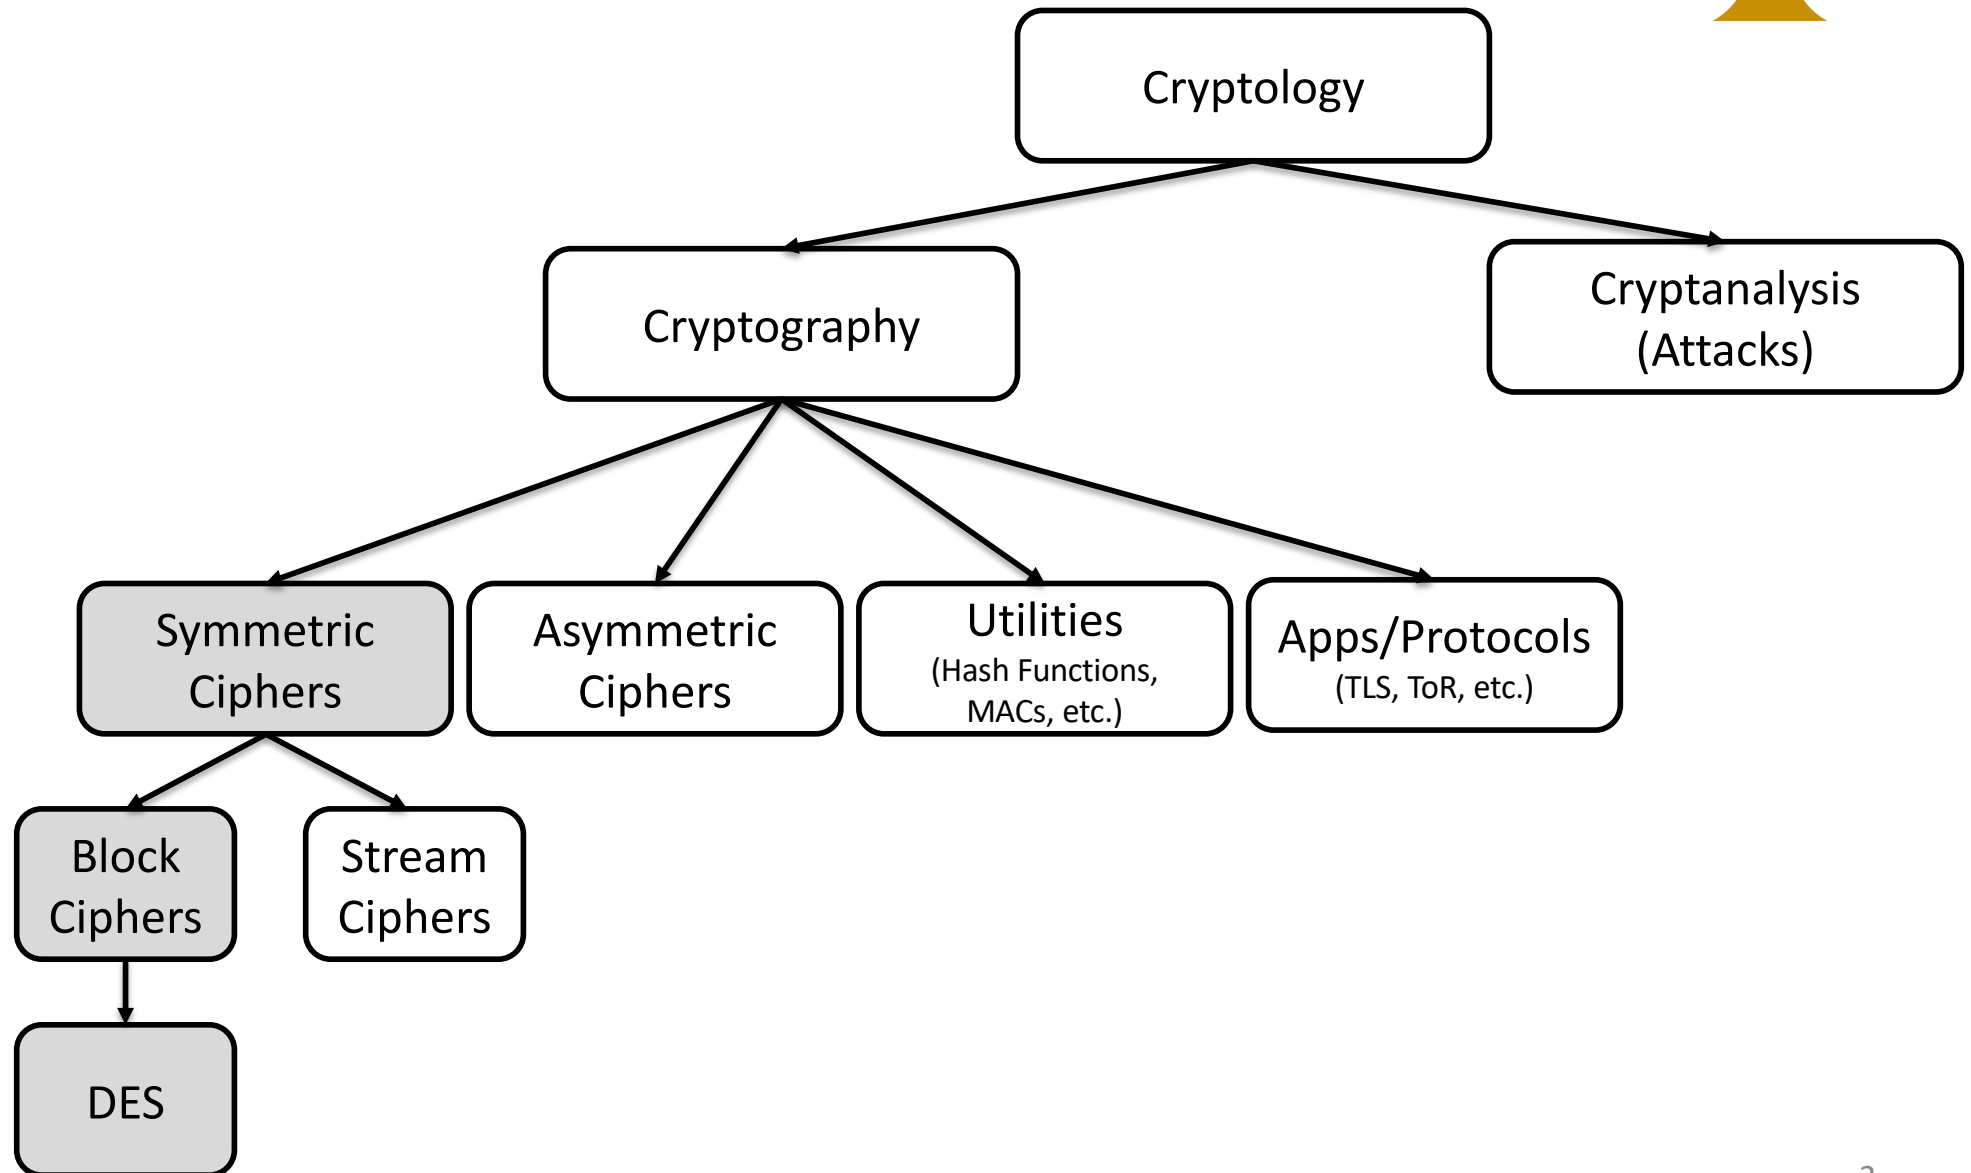 Cryptology
Cryptography
Cryptanalysis
(Attacks)
Symmetric
Ciphers
Asymmetric
Ciphers
Utilities
(Hash Functions,
MACs, etc.)
Apps/Protocols
(TLS, ToR, etc.)
Block
Ciphers
Stream
Ciphers
DES